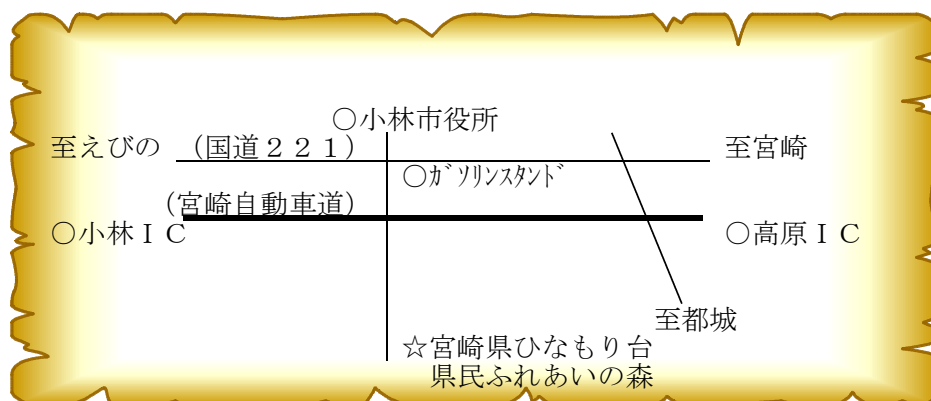 ○小林市役所
至えびの (国道221) 至宮崎
○ガソリンスタンド
(宮崎自動車道)
○小林IC ○高原IC
至都城
☆宮崎県ひなもり台
県民ふれあいの森